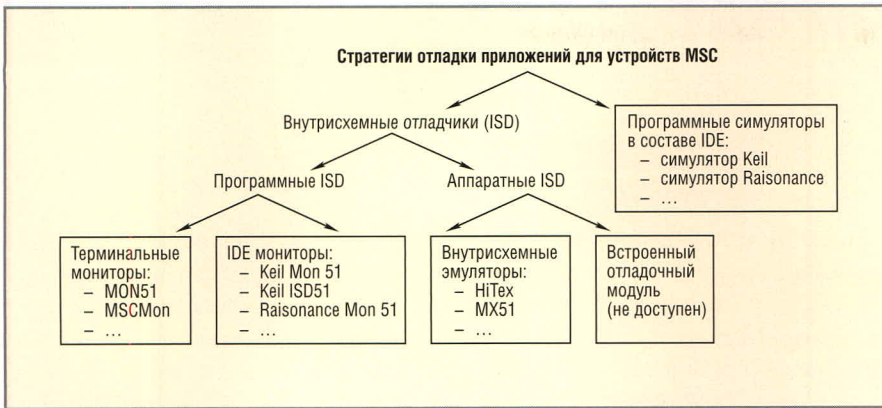 Стратегии отладки приложений для устройств MSC
Внутрисхемные отладчики (ISD)
Программные симуляторы
в составе IDE:
– симулятор Keil
– симулятор Raisonance
– ...
Программные ISD
Аппаратные ISD
Терминальные
мониторы:
– MON51
– MSCMon
– ...
IDE мониторы:
– Keil Mon 51
– Keil ISD51
– Raisonance Mon 51
– ...
Внутрисхемные
эмуляторы:
– HiTex
– MX51
– ...
Встроенный
отладочный
модуль
(не доступен)